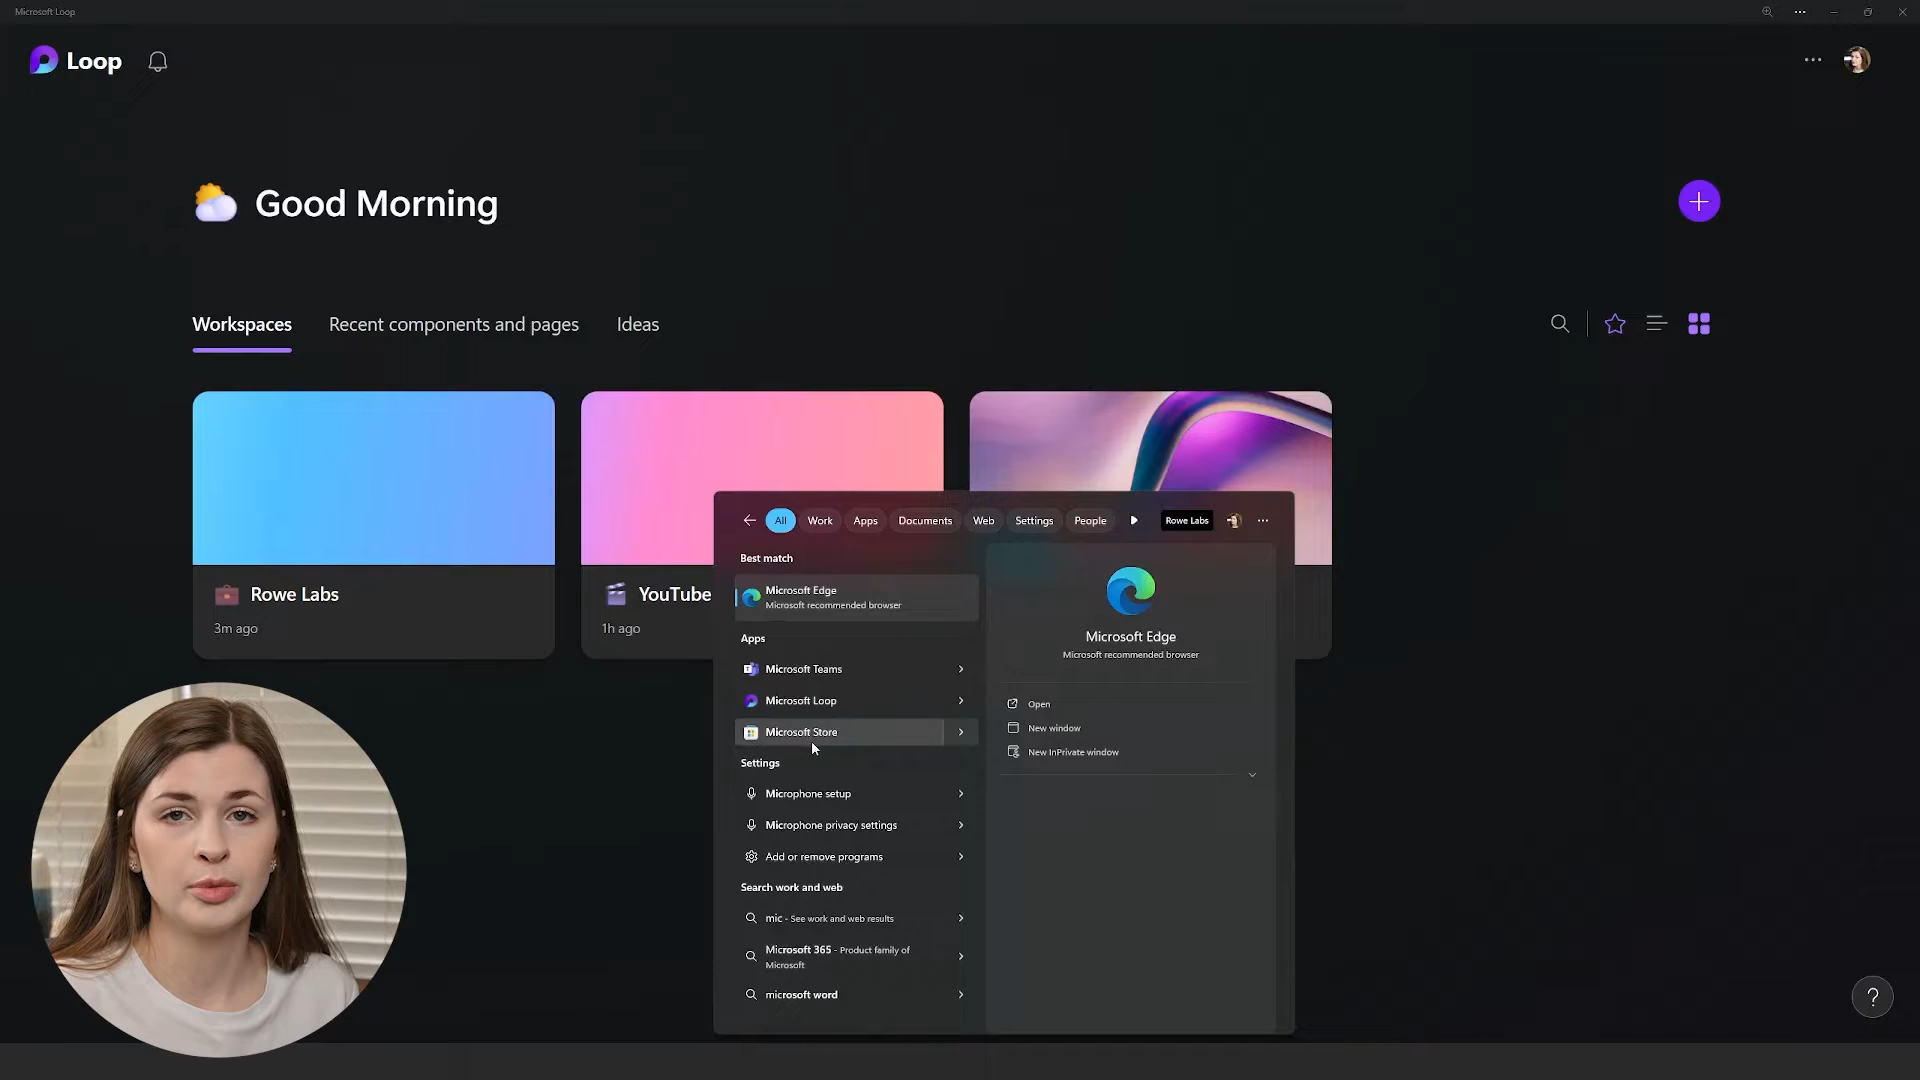 Microsoft Loop
Loop
Good Morning
Workspaces
Recent components and pages
Ideas
Rowe Labs
3m ago
YouTube
1h ago
All
Work
Apps
Documents
Web
Settings
People
Rowe Labs
Best match
Microsoft Edge
Microsoft recommended browser
Apps
Microsoft Teams
Microsoft Loop
Microsoft Store
Settings
Microphone setup
Microphone privacy settings
Add or remove programs
Search work and web
mic - See work and web results
Microsoft 365 - Product family of
Microsoft
microsoft word
Microsoft Edge
Microsoft recommended browser
Open
New window
New InPrivate window
?